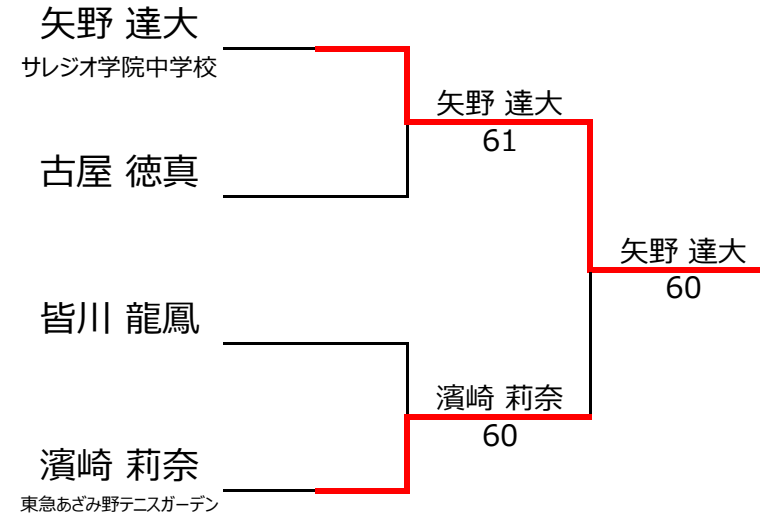 矢野 達大
サレジオ学院中学校
矢野 達大
61
古屋 徳真
矢野 達大
60
皆川 龍鳳
濱崎 莉奈
60
濱崎 莉奈
東急あざみ野テニスガーデン